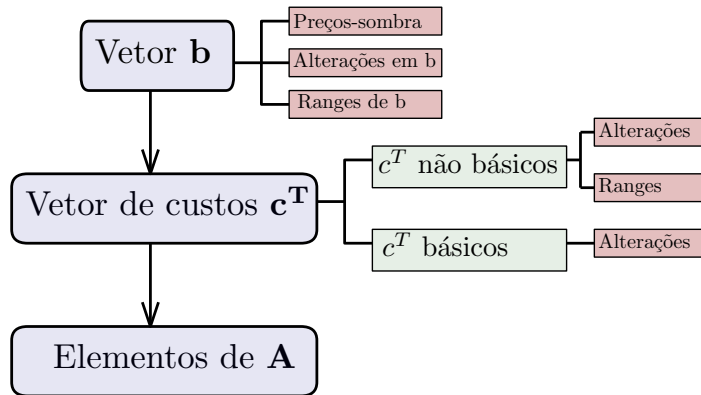 Vetor b
Preços-sombra
Alterações em b
Ranges de b
Vetor de custos c^T
c^T não básicos
Alterações
Ranges
c^T básicos
Alterações
Elementos de A